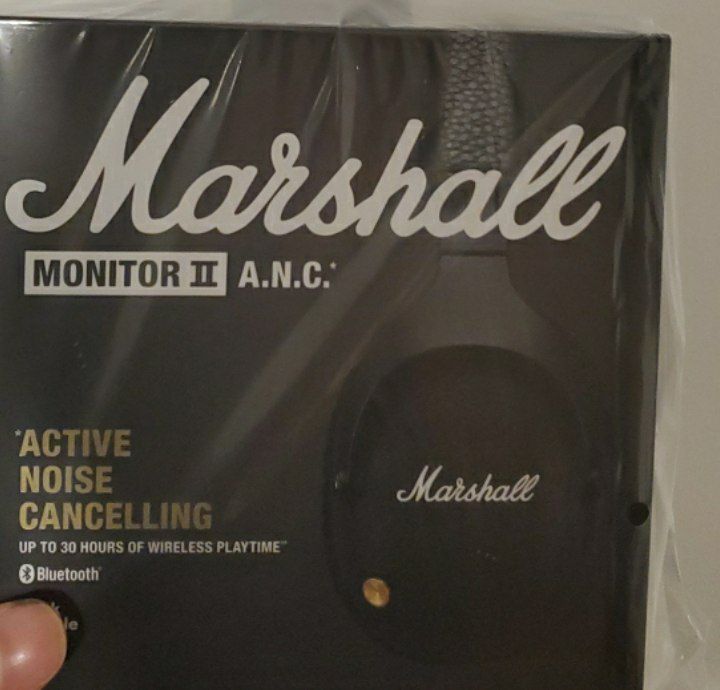 Marshall
MONITOR II A.N.C.*
*ACTIVE
NOISE
CANCELLING
UP TO 30 HOURS OF WIRELESS PLAYTIME**
Bluetooth®
Marshall